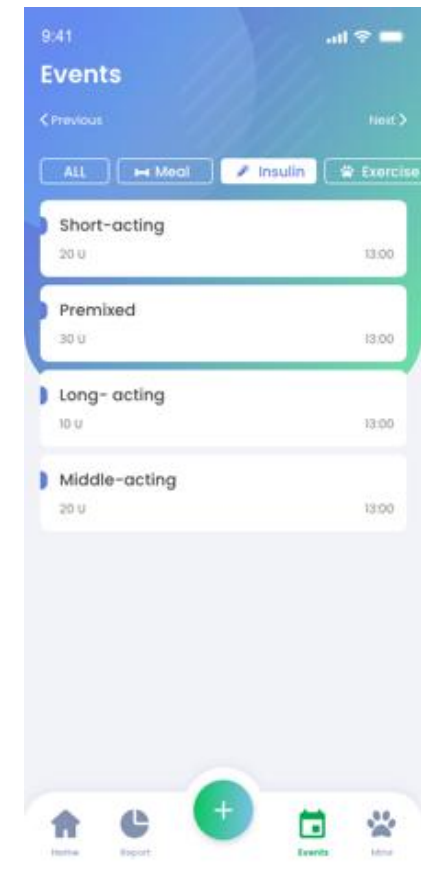 9:41
Events
Previous Next
ALL Meal Insulin Exercise
Short-acting
20 U 13:00
Premixed
30 U 13:00
Long- acting
10 U 13:00
Middle-acting
20 U 13:00
Home Report Events Mine